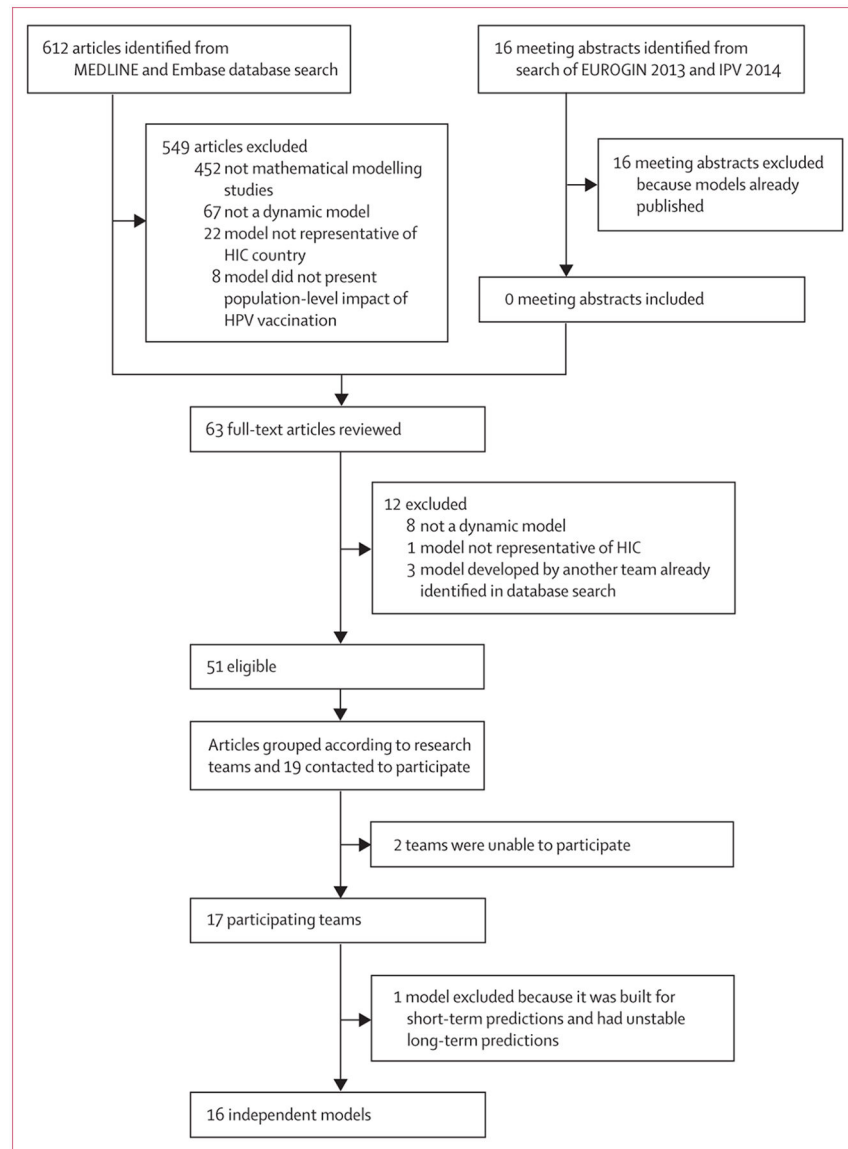 612 articles identified from
MEDLINE and Embase database search
16 meeting abstracts identified from
search of EUROGIN 2013 and IPV 2014
549 articles excluded
452 not mathematical modelling
studies
67 not a dynamic model
22 model not representative of
HIC country
8 model did not present
population-level impact of
HPV vaccination
16 meeting abstracts excluded
because models already
published
0 meeting abstracts included
63 full-text articles reviewed
12 excluded
8 not a dynamic model
1 model not representative of HIC
3 model developed by another team already
identified in database search
51 eligible
Articles grouped according to research
teams and 19 contacted to participate
2 teams were unable to participate
17 participating teams
1 model excluded because it was built for
short-term predictions and had unstable
long-term predictions
16 independent models